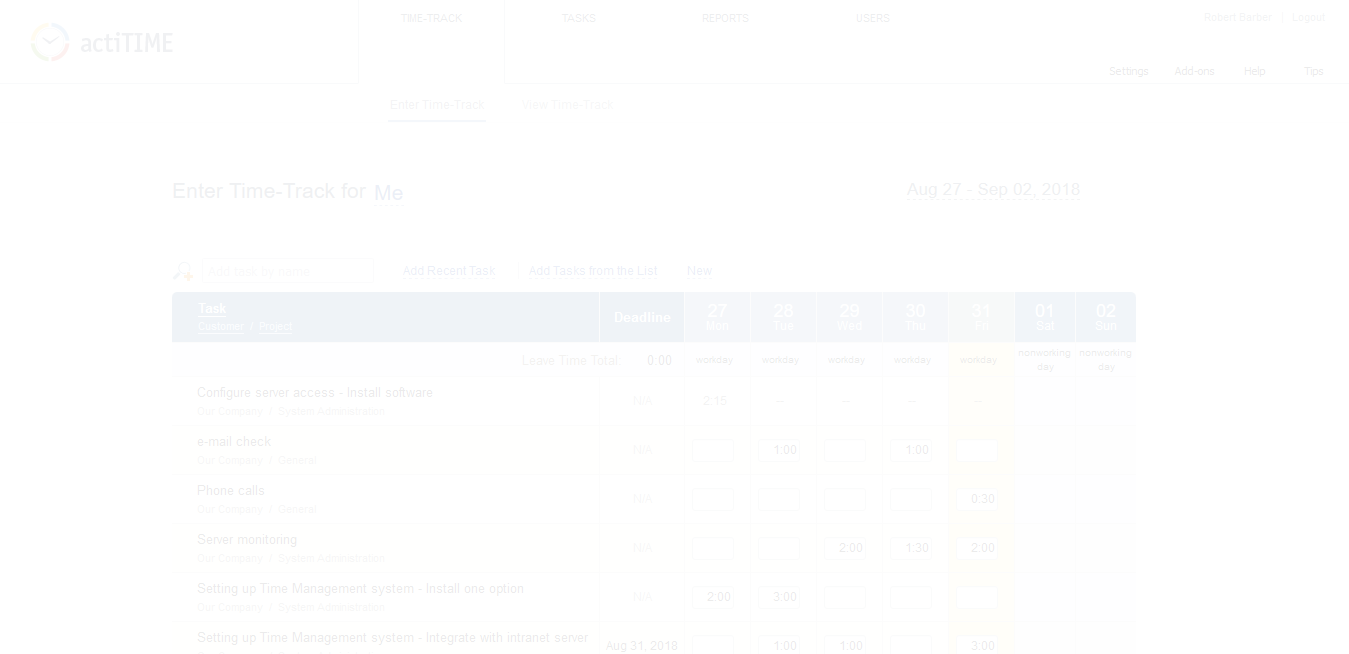 actiTIME
TIME-TRACK TASKS REPORTS USERS
Robert Barber | Logout
Settings Add-ons Help Tips
Enter Time-Track View Time-Track
Enter Time-Track for Me
Aug 27 - Sep 02, 2018
Add task by name Add Recent Task Add Tasks from the List New
Task Deadline 27 28 29 30 31 01 02
Customer › Project Mon Tue Wed Thu Fri Sat Sun
Leave Time Total: 0:00 workday workday workday workday workday nonworking day nonworking day
Configure server access - Install software N/A 2:15 – – – –
Our Company / System Administration
e-mail check N/A 1:00 1:00
Our Company / General
Phone calls N/A 0:30
Our Company / General
Server monitoring N/A 2:00 1:30 2:00
Our Company / System Administration
Setting up Time Management system - Install one option N/A 2:00 3:00
Our Company / System Administration
Setting up Time Management system - Integrate with intranet server Aug 31, 2018 1:00 1:00 3:00